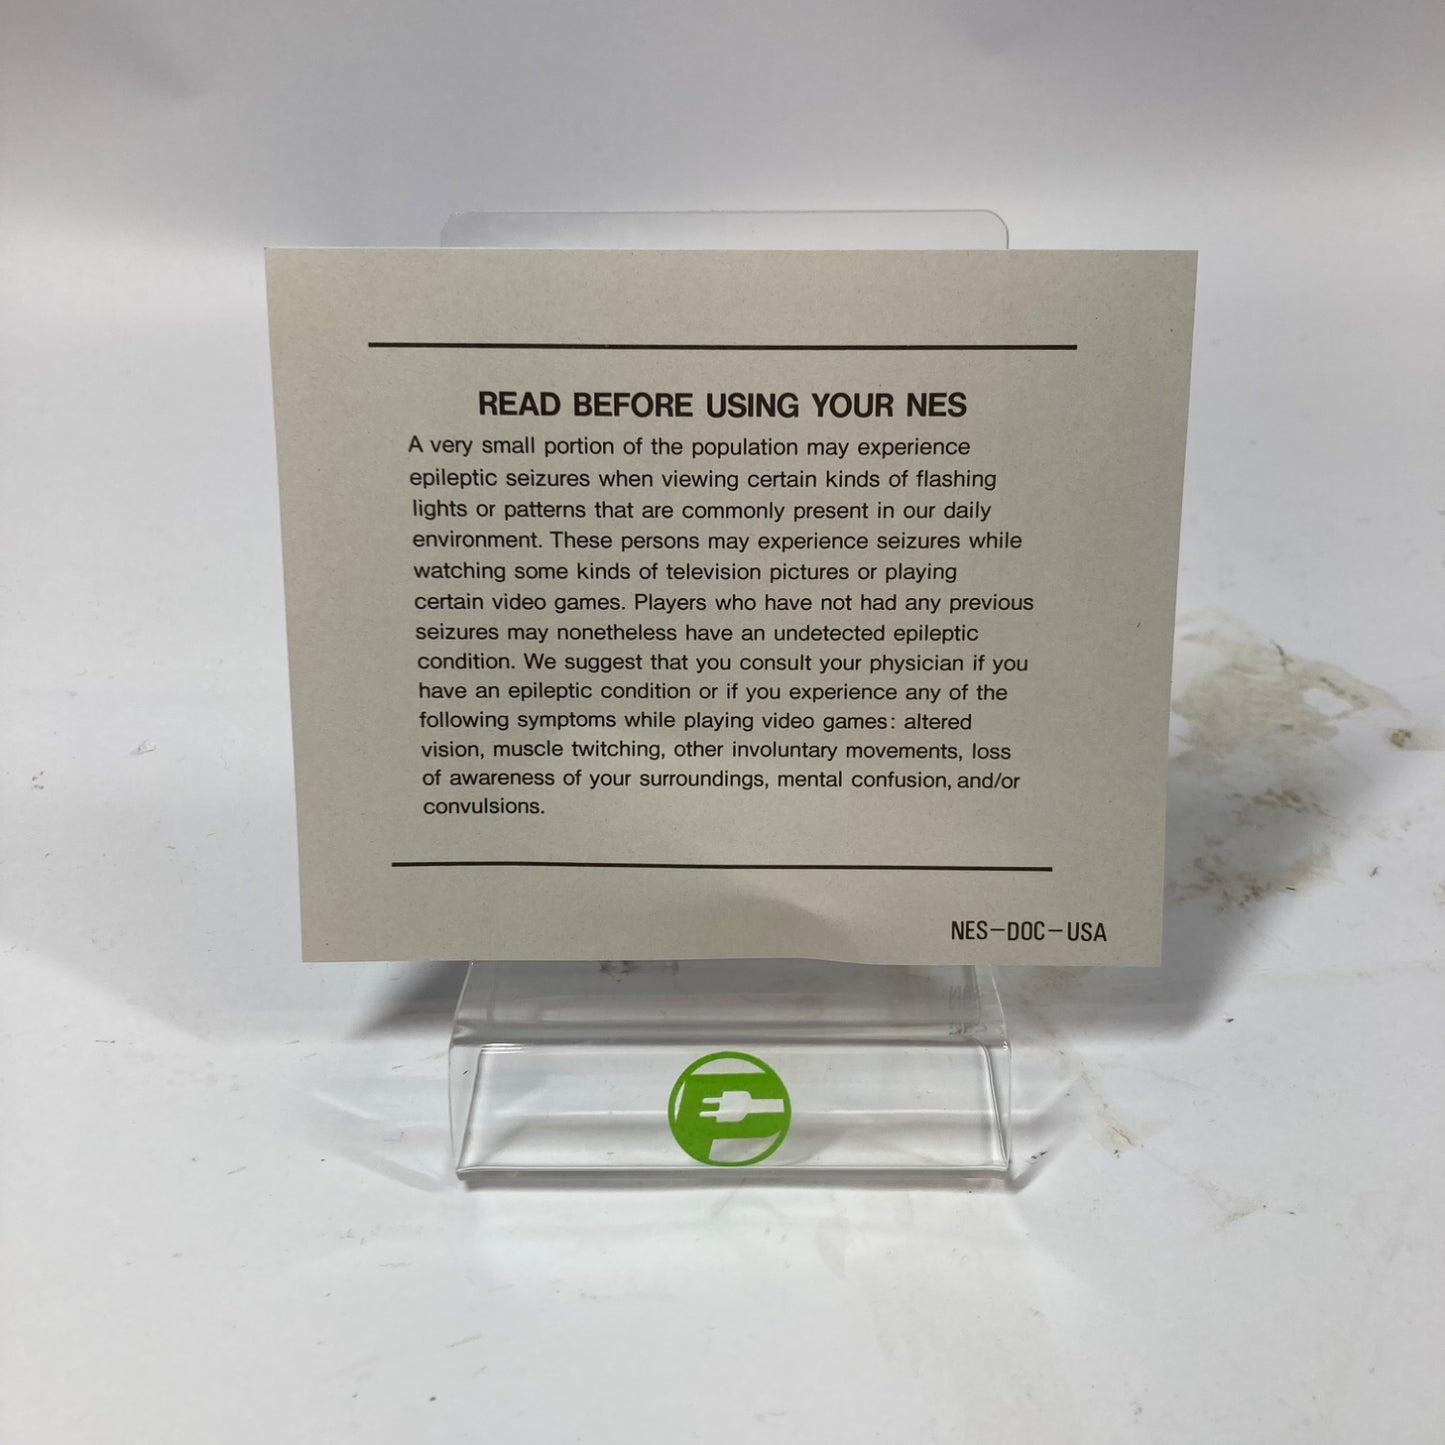 READ BEFORE USING YOUR NES
A very small portion of the population may experience
epileptic seizures when viewing certain kinds of flashing
lights or patterns that are commonly present in our daily
environment. These persons may experience seizures while
watching some kinds of television pictures or playing
certain video games. Players who have not had any previous
seizures may nonetheless have an undetected epileptic
condition. We suggest that you consult your physician if you
have an epileptic condition or if you experience any of the
following symptoms while playing video games: altered
vision, muscle twitching, other involuntary movements, loss
of awareness of your surroundings, mental confusion, and/or
convulsions.
NES-DOC-USA